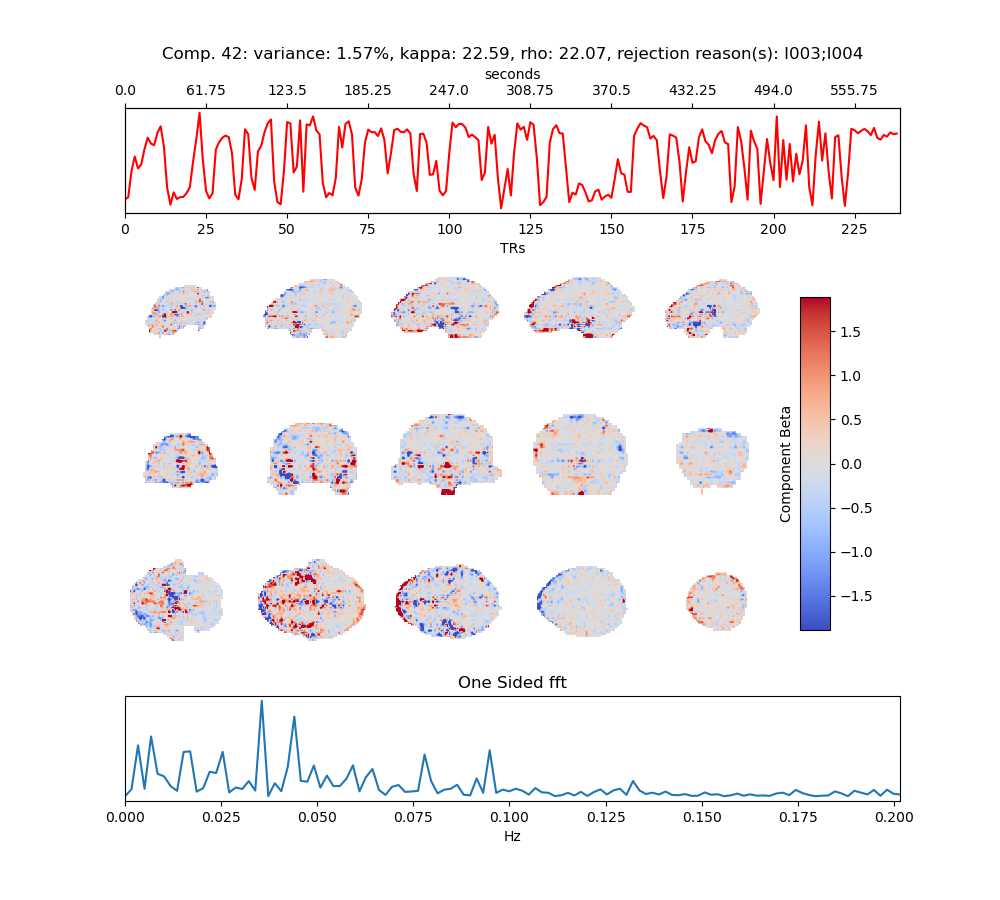 Comp. 42: variance: 1.57%, kappa: 22.59, rho: 22.07, rejection reason(s): I003;I004
seconds
0.0 61.75 123.5 185.25 247.0 308.75 370.5 432.25 494.0 555.75
0 25 50 75 100 125 150 175 200 225
TRs
1.5
1.0
0.5
0.0
−0.5
−1.0
−1.5
Component Beta
One Sided fft
0.000 0.025 0.050 0.075 0.100 0.125 0.150 0.175 0.200
Hz